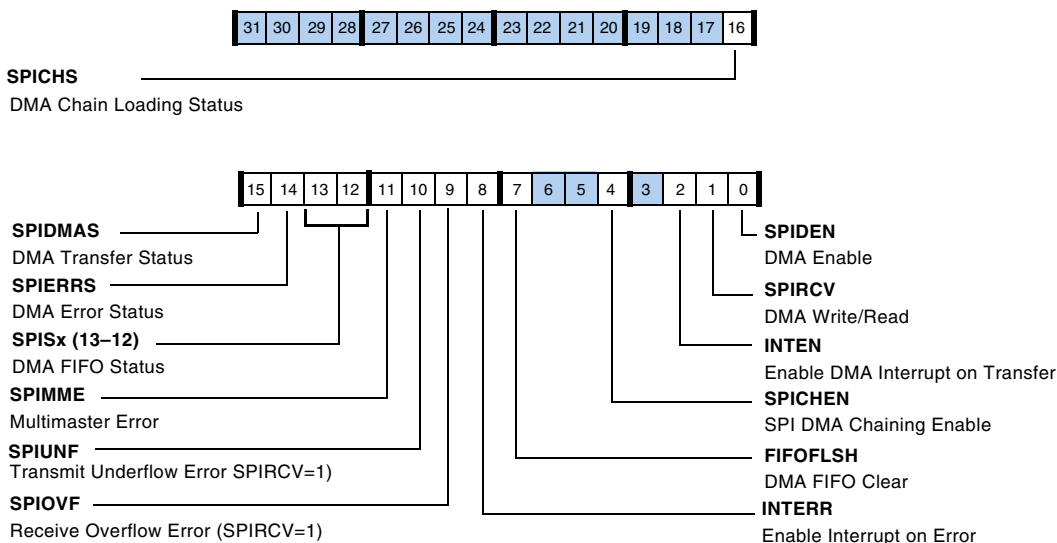 31 30 29 28 27 26 25 24 23 22 21 20 19 18 17 16
SPICHS
DMA Chain Loading Status
15 14 13 12 11 10 9 8 7 6 5 4 3 2 1 0
SPIDMAS
DMA Transfer Status
SPIERRS
DMA Error Status
SPISx (13–12)
DMA FIFO Status
SPIMME
Multimaster Error
SPIUNF
Transmit Underflow Error SPIRCV=1)
SPIOVF
Receive Overflow Error (SPIRCV=1)
SPIDEN
DMA Enable
SPIRCV
DMA Write/Read
INTEN
Enable DMA Interrupt on Transfer
SPICHEN
SPI DMA Chaining Enable
FIFOFLSH
DMA FIFO Clear
INTERR
Enable Interrupt on Error